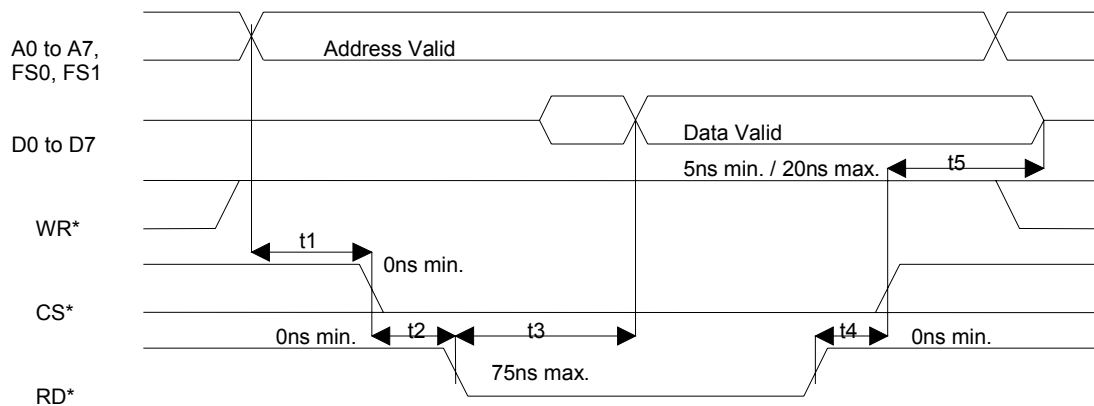 A0 to A7,
FS0, FS1
Address Valid
D0 to D7
Data Valid
5ns min. / 20ns max.
t5
WR*
t1
0ns min.
CS*
0ns min.
t2
t3
t4
0ns min.
75ns max.
RD*